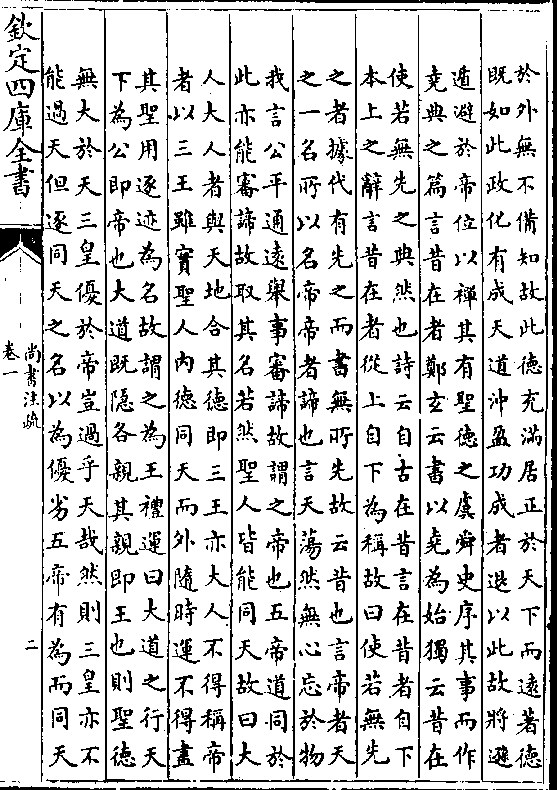 於外無不備知故此德充滿居正於天下而遠著德
既如此政化有成天道沖盈功成者退以此故將遜
遁避於帝位以禪其有聖德之虞舜史序其事而作
堯典之篇言昔在者鄭玄云書以堯為始獨云昔在
使若無先之典然也詩云自古在昔言在昔者自下
本上之辭言昔在者從上自下為稱故曰使若無先
之者據代有先之而書無所先故云昔也言帝者天
之一名所以名帝帝者諦也言天蕩然無心忘於物
我言公平通遠舉事審諦故謂之帝也五帝道同於
此亦能審諦故取其名若然聖人皆能同天故曰大
人大人者與天地合其德即三王亦大人不得稱帝
者以三王雖實聖人內德同天而外隨時運不得盡
其聖用逐迹為名故謂之為王禮運曰大道之行天
下為公即帝也大道既隱各親其親即王也則聖德
無大於天三皇優於帝豈過乎天哉然則三皇亦不
能過天但遂同天之名以為優劣五帝有為而同天
欽定四庫全書
尚書注疏
卷一
二